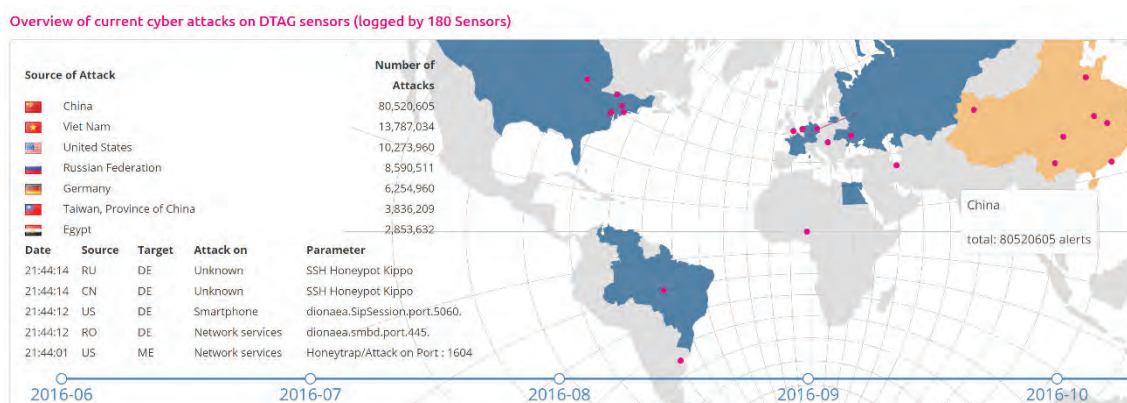 Overview of current cyber attacks on DTAG sensors (logged by 180 Sensors)
Source of Attack Number of
Attacks
China 80,520,605
Viet Nam 13,787,034
United States 10,273,960
Russian Federation 8,590,511
Germany 6,254,960
Taiwan, Province of China 3,836,209
Egypt 2,853,632
Date Source Target Attack on Parameter
21:44:14 RU DE Unknown SSH Honeypot Kippo
21:44:14 CN DE Unknown SSH Honeypot Kippo
21:44:12 US DE Smartphone dionaea.SipSession.port.5060.
21:44:12 RO DE Network services dionaea.smbd.port.445.
21:44:01 US ME Network services Honeytrap/Attack on Port : 1604
China
total: 80520605 alerts
2016-06 2016-07 2016-08 2016-09 2016-10